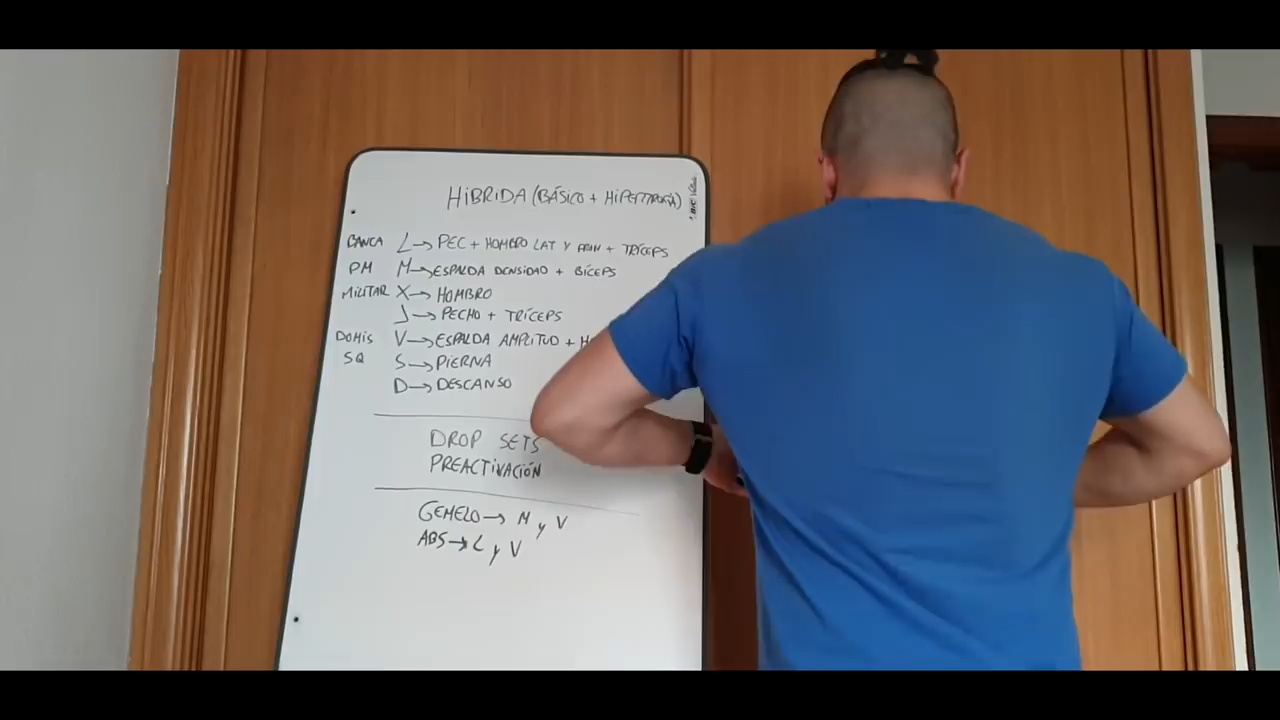 HÍBRIDA (BÁSICO + HIPERTROFIA)
BANCA L→ PEC + HOMBRO LAT Y FRON + TRÍCEPS
PM M→ ESPALDA DENSIDAD + BÍCEPS
MILITAR X→ HOMBRO
J→ PECHO + TRÍCEPS
DOMIS V→ ESPALDA AMPLITUD +
SQ S→ PIERNA
D→ DESCANSO
DROP SETS
PREACTIVACIÓN
GEMELO→ M y V
ABS→ L y V